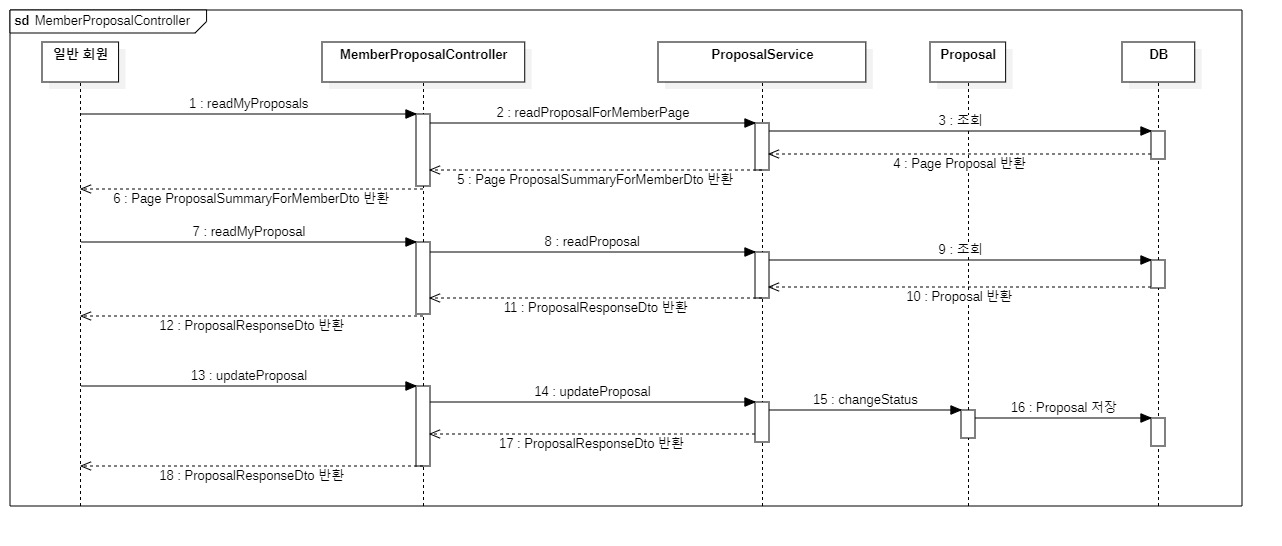 sd MemberProposalController
일반 회원
MemberProposalController
ProposalService
Proposal
DB
1 : readMyProposals
2 : readProposalForMemberPage
3 : 조회
4 : Page Proposal 반환
5 : Page ProposalSummaryForMemberDto 반환
6 : Page ProposalSummaryForMemberDto 반환
7 : readMyProposal
8 : readProposal
9 : 조회
10 : Proposal 반환
11 : ProposalResponseDto 반환
12 : ProposalResponseDto 반환
13 : updateProposal
14 : updateProposal
15 : changeStatus
16 : Proposal 저장
17 : ProposalResponseDto 반환
18 : ProposalResponseDto 반환